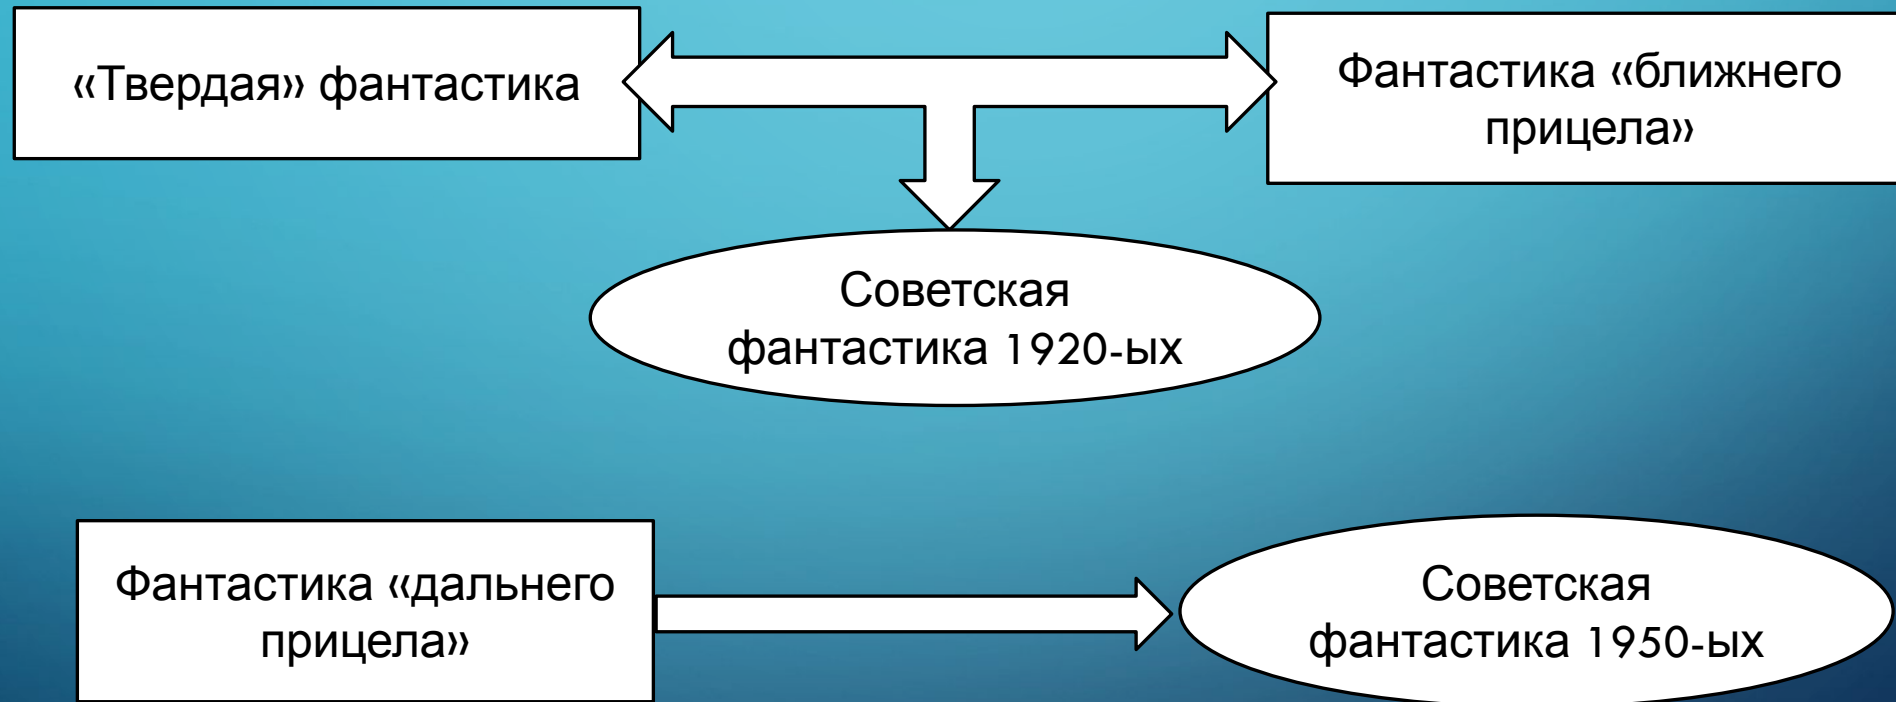 «Твердая» фантастика
Фантастика «ближнего
прицела»
Советская
фантастика 1920-ых
Фантастика «дальнего
прицела»
Советская
фантастика 1950-ых